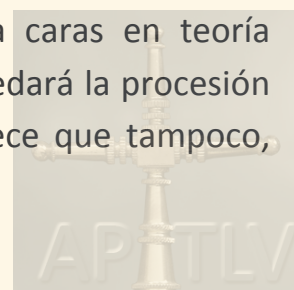 a caras en teoría
edará la procesión
ece que tampoco,